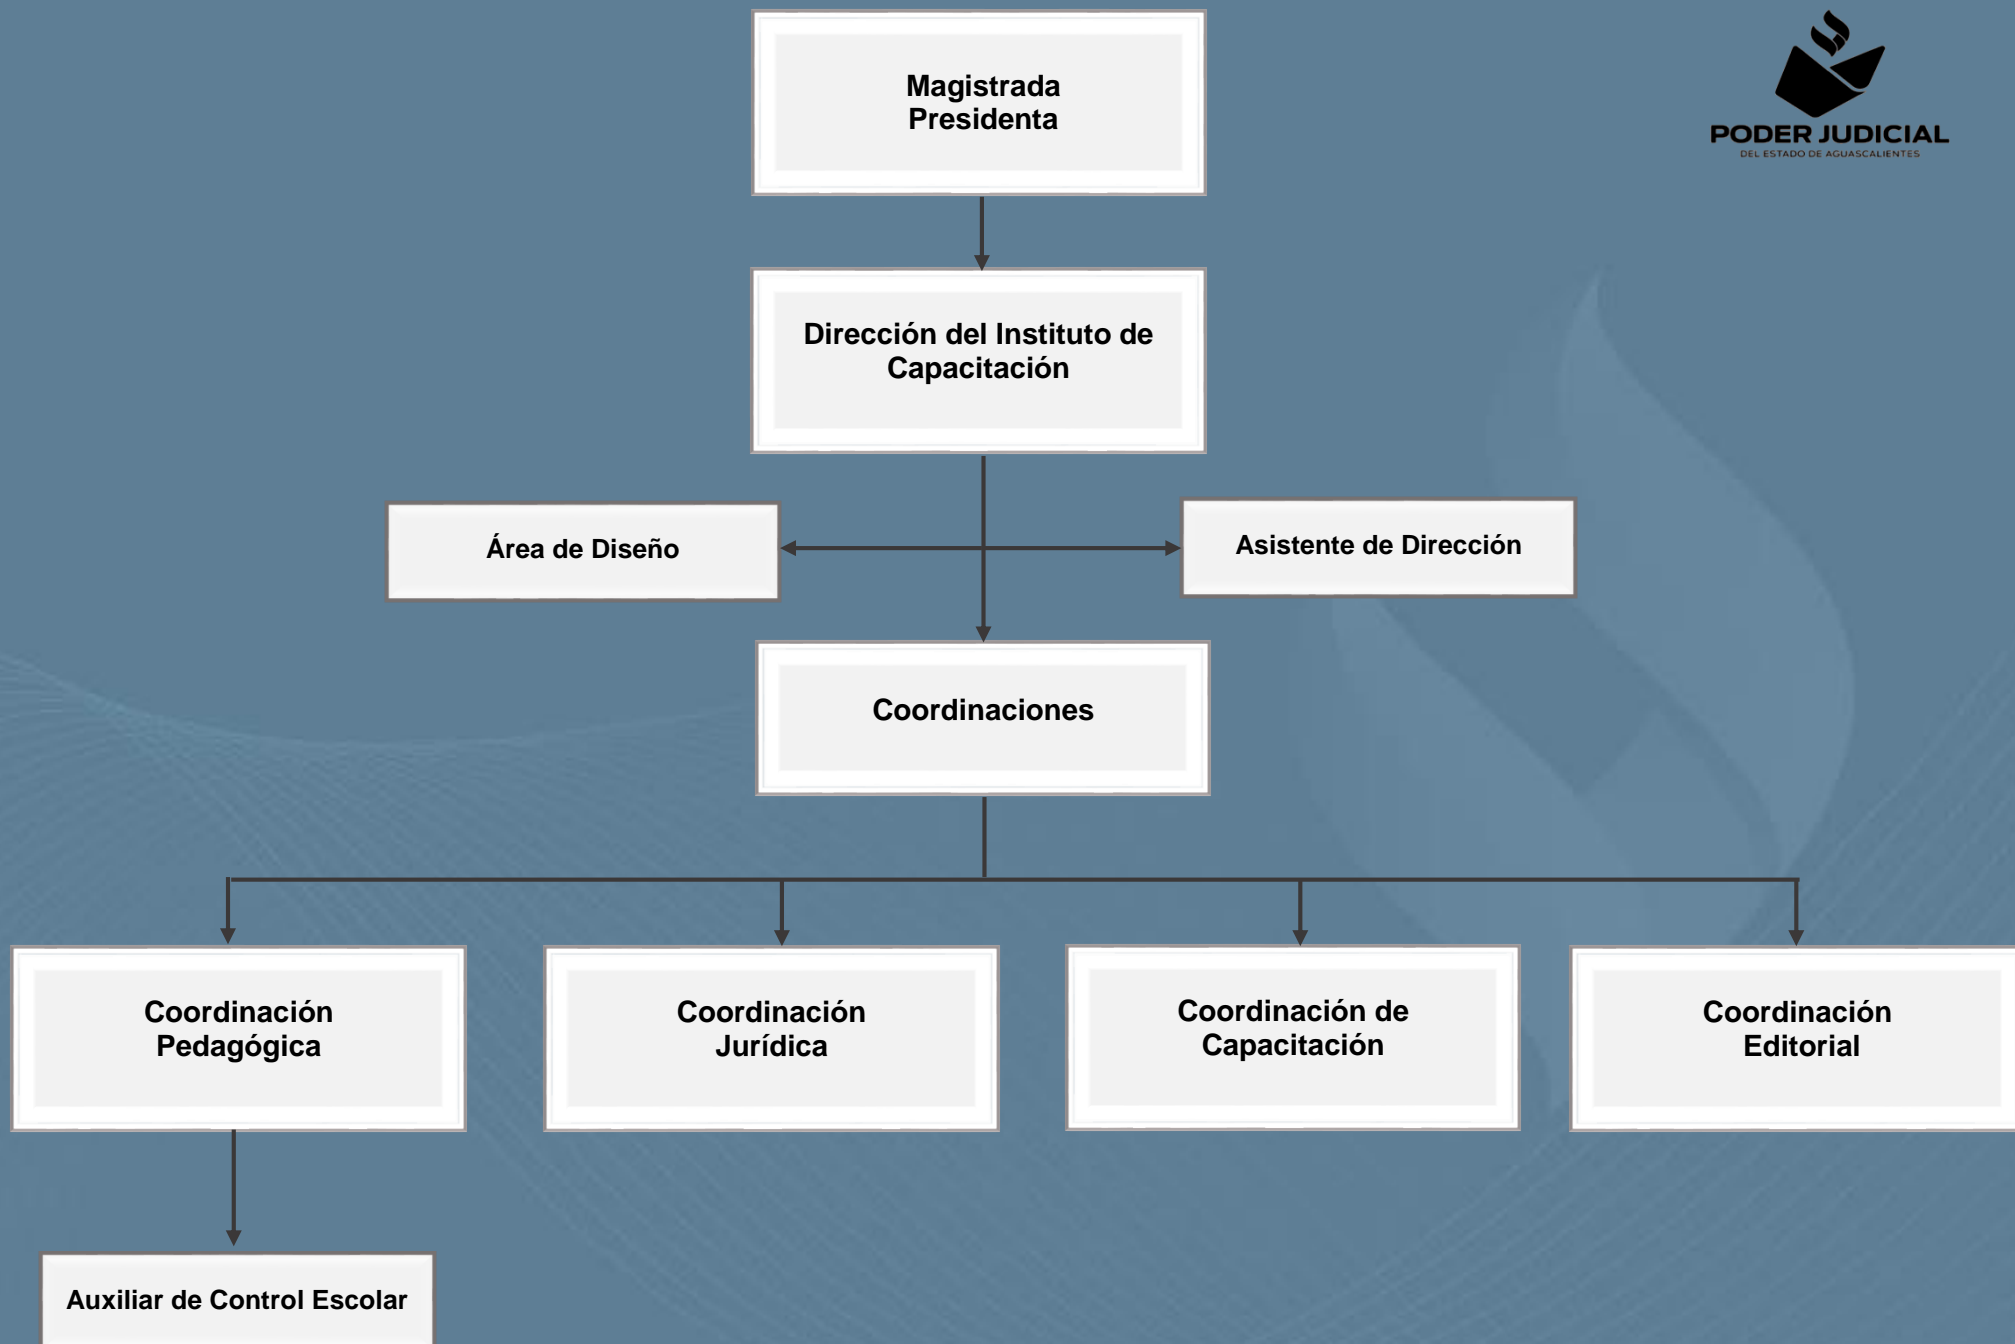 Magistrada
Presidenta
PODER JUDICIAL
DEL ESTADO DE AGUASCALIENTES
Dirección del Instituto de
Capacitación
Área de Diseño
Asistente de Dirección
Coordinaciones
Coordinación
Pedagógica
Coordinación
Jurídica
Coordinación de
Capacitación
Coordinación
Editorial
Auxiliar de Control Escolar